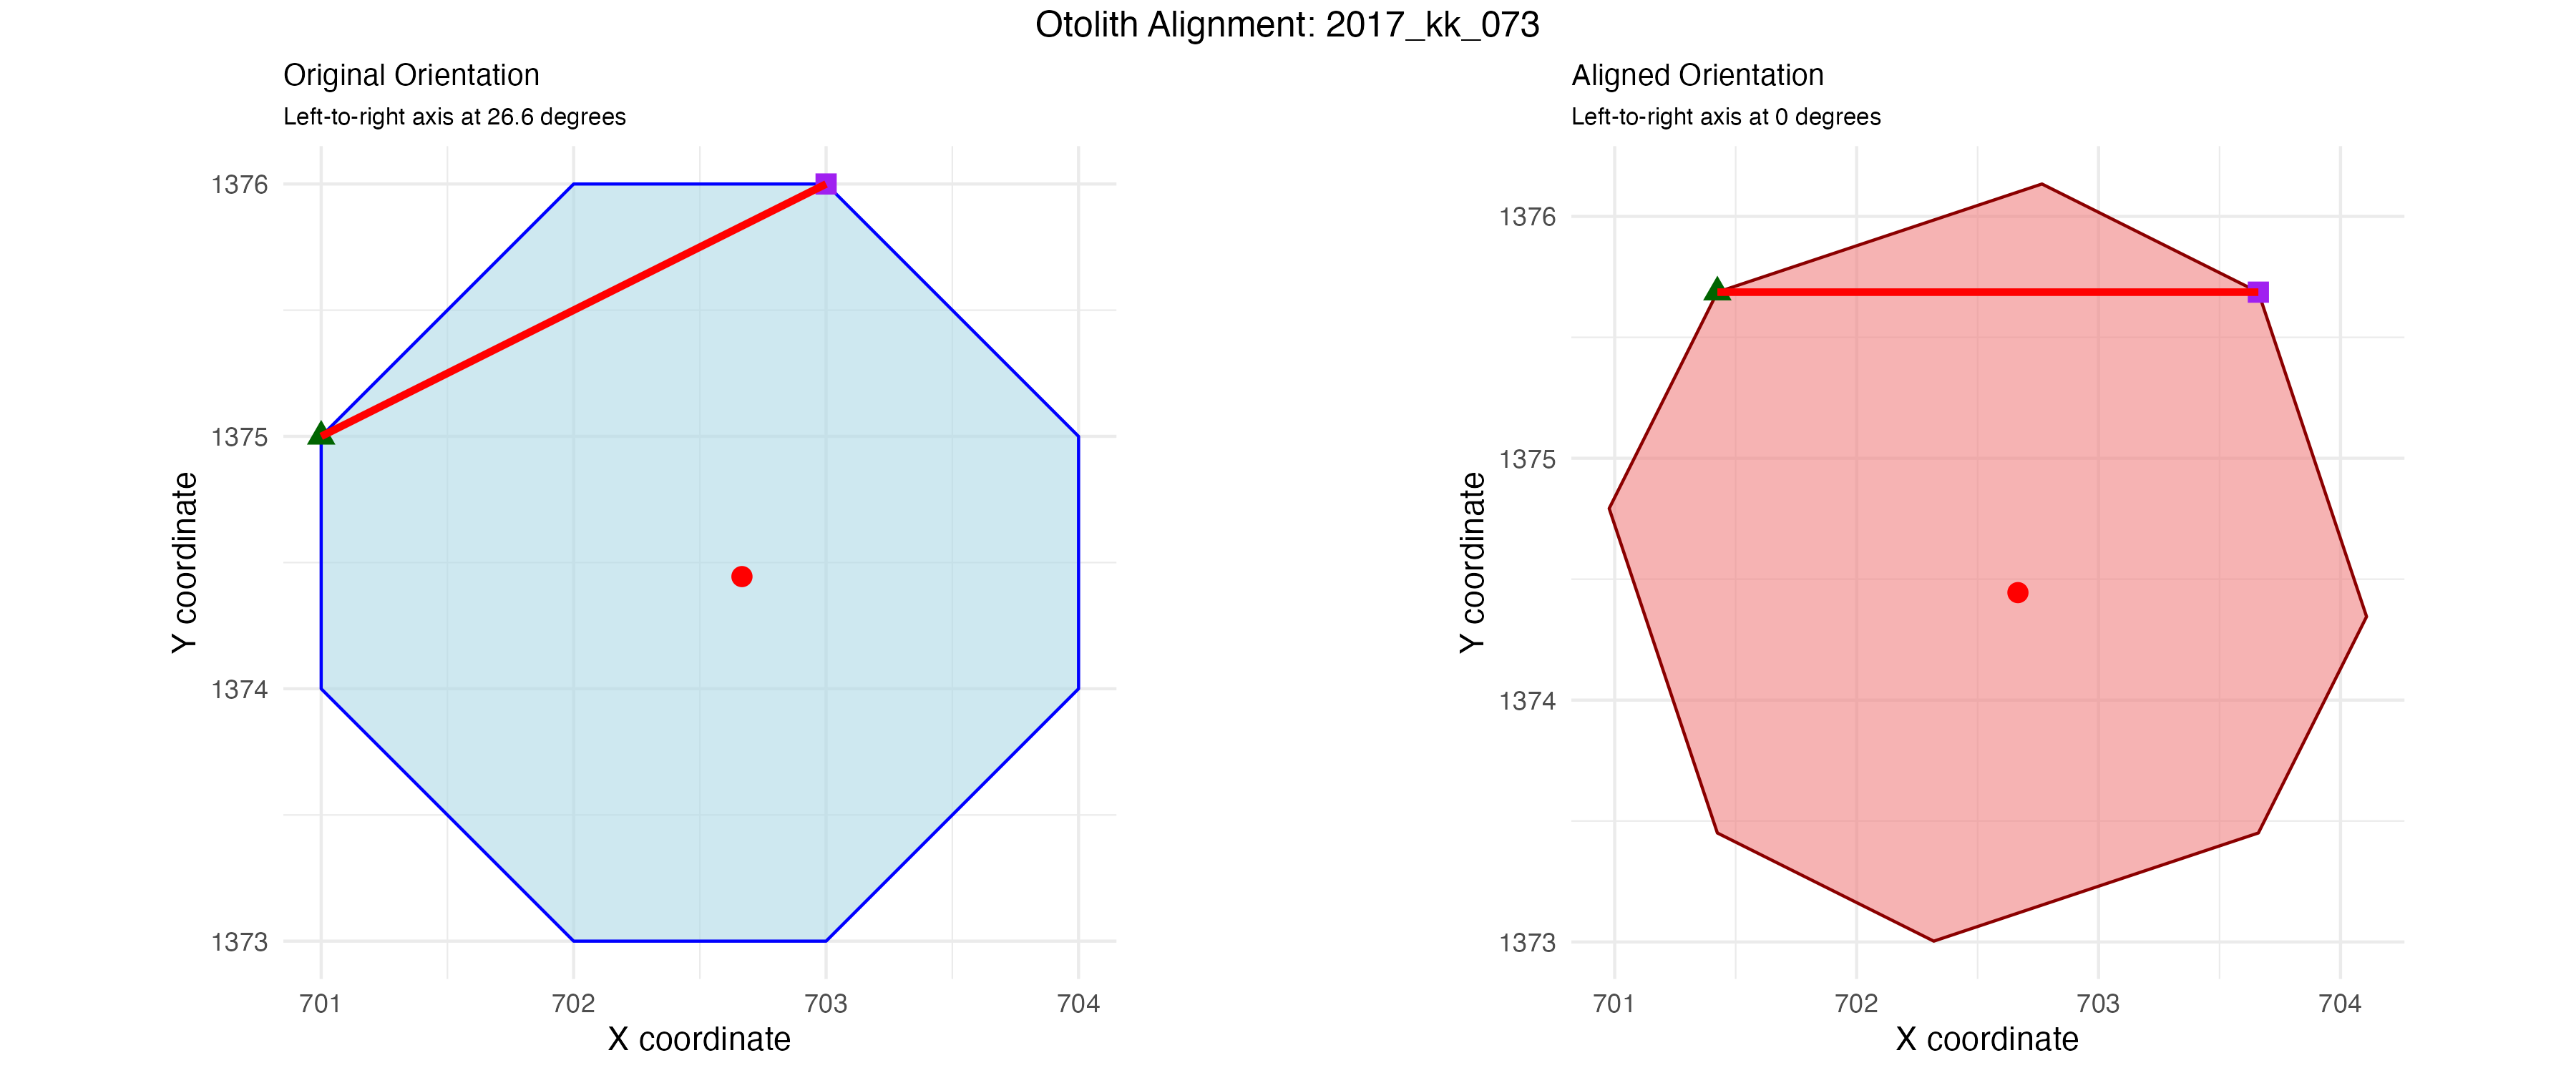 Otolith Alignment: 2017_kk_073
Original Orientation
Left-to-right axis at 26.6 degrees
1376
1375
1374
1373
Y coordinate
701 702 703 704
X coordinate
Aligned Orientation
Left-to-right axis at 0 degrees
1376
1375
1374
1373
Y coordinate
701 702 703 704
X coordinate